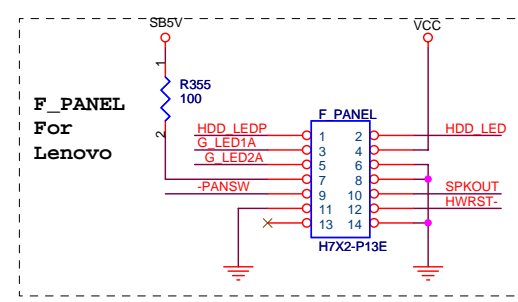 SB5V
VCC
1
R355
100
2
F_PANEL
For
Lenovo
F_PANEL
HDD_LEDP
1
2
HDD_LED
G_LED1A
3
4
G_LED2A
5
6
7
8
-PANSW
9
10
SPKOUT
11
12
HWRST-
13
14
H7X2-P13E